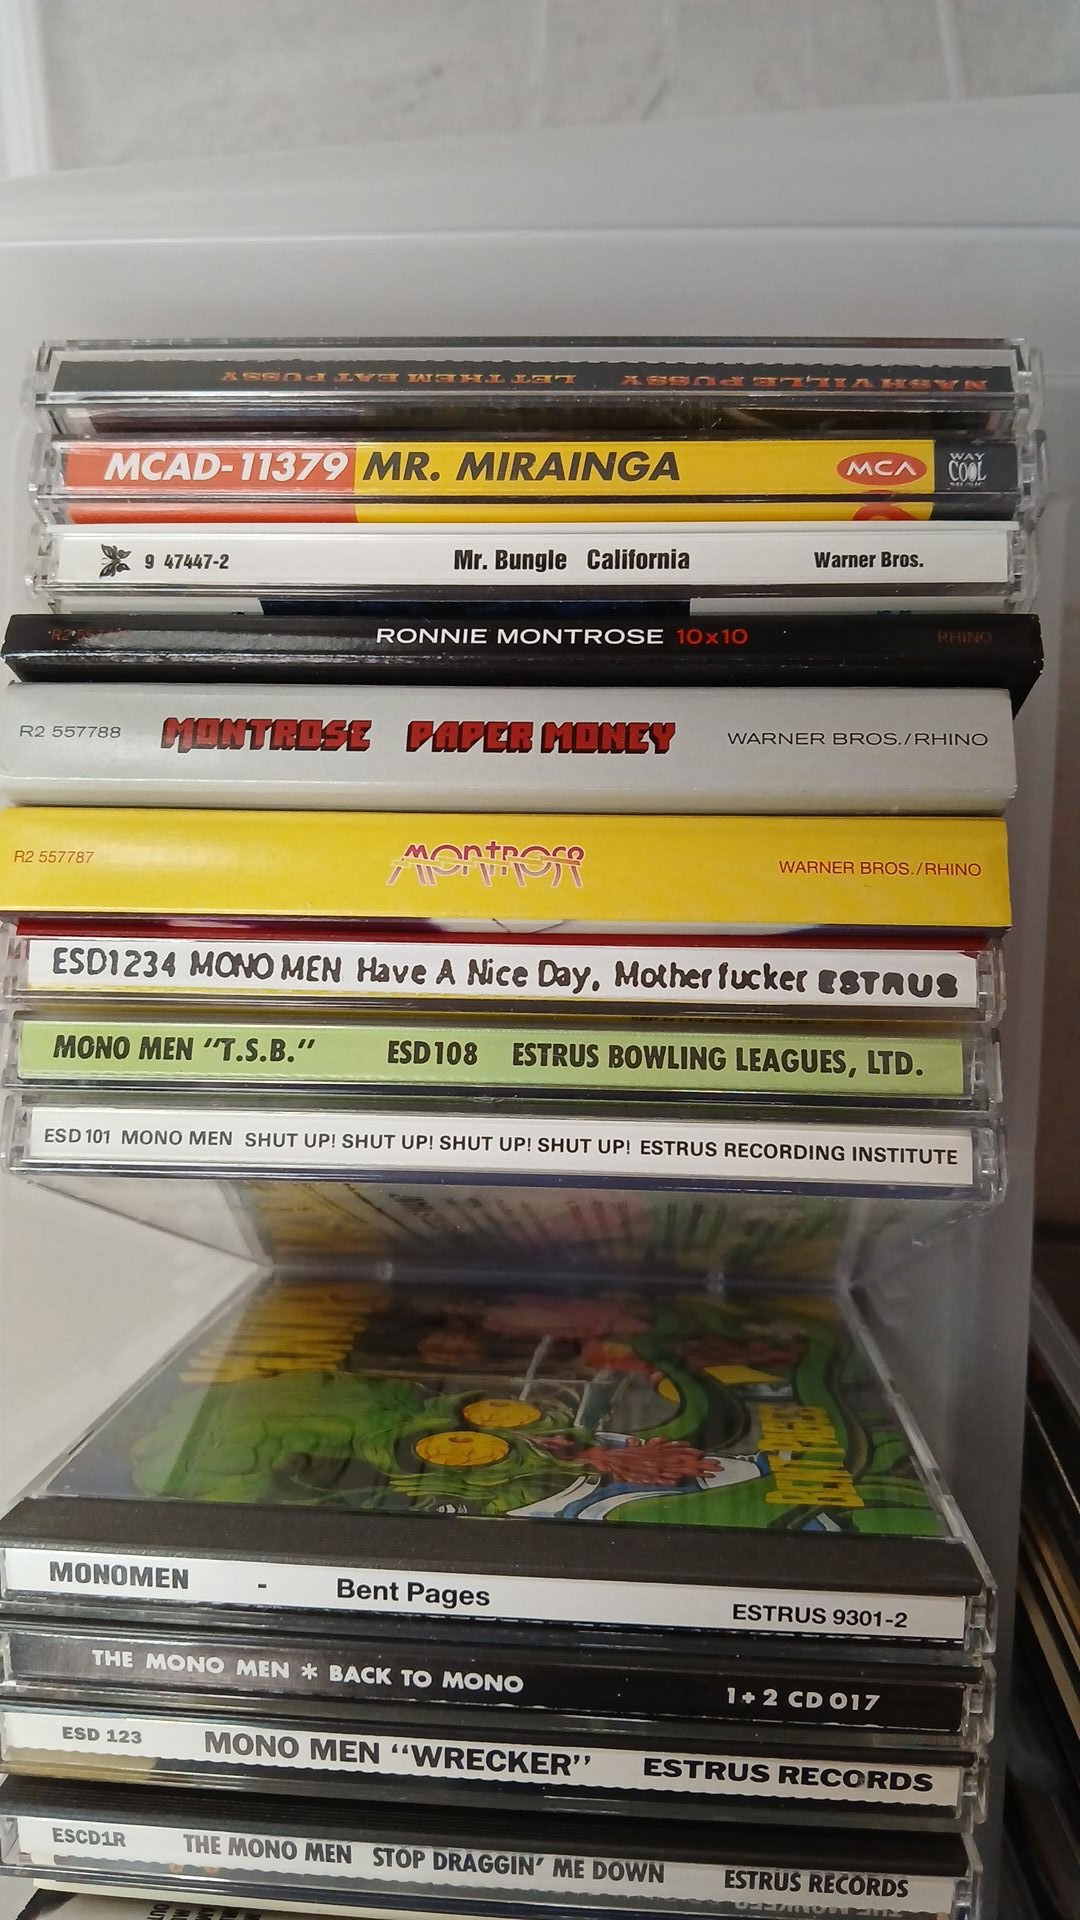 NASHVILLE PUSSY LET THEM EAT PUSSY
MCAD-11379 MR. MIRAINGA MCA WAY COOL MUSIC
9 47447-2 Mr. Bungle California Warner Bros.
RONNIE MONTROSE 10x10 RHINO
R2 557788 MONTROSE PAPER MONEY WARNER BROS./RHINO
R2 557787 MONTROSE WARNER BROS./RHINO
ESD1234 MONO MEN Have A Nice Day, Motherfucker ESTRUS
MONO MEN "T.S.B." ESD108 ESTRUS BOWLING LEAGUES, LTD.
ESD 101 MONO MEN SHUT UP! SHUT UP! SHUT UP! SHUT UP! ESTRUS RECORDING INSTITUTE
BENT PAGES
MONOMEN - Bent Pages ESTRUS 9301-2
THE MONO MEN * BACK TO MONO 1+2 CD 017
ESD 123 MONO MEN "WRECKER" ESTRUS RECORDS
ESCD1R THE MONO MEN STOP DRAGGIN' ME DOWN ESTRUS RECORDS
THE MONKEES